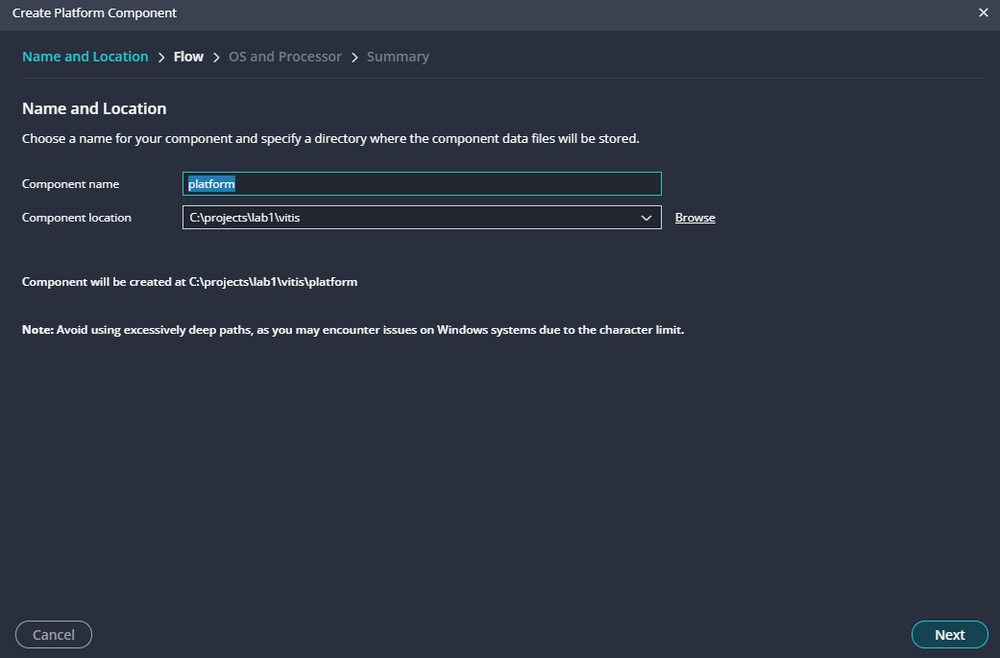 Create Platform Component
Name and Location > Flow > OS and Processor > Summary
Name and Location
Choose a name for your component and specify a directory where the component data files will be stored.
Component name platform
Component location C:\projects\lab1\vitis Browse
Component will be created at C:\projects\lab1\vitis\platform
Note: Avoid using excessively deep paths, as you may encounter issues on Windows systems due to the character limit.
Cancel Next